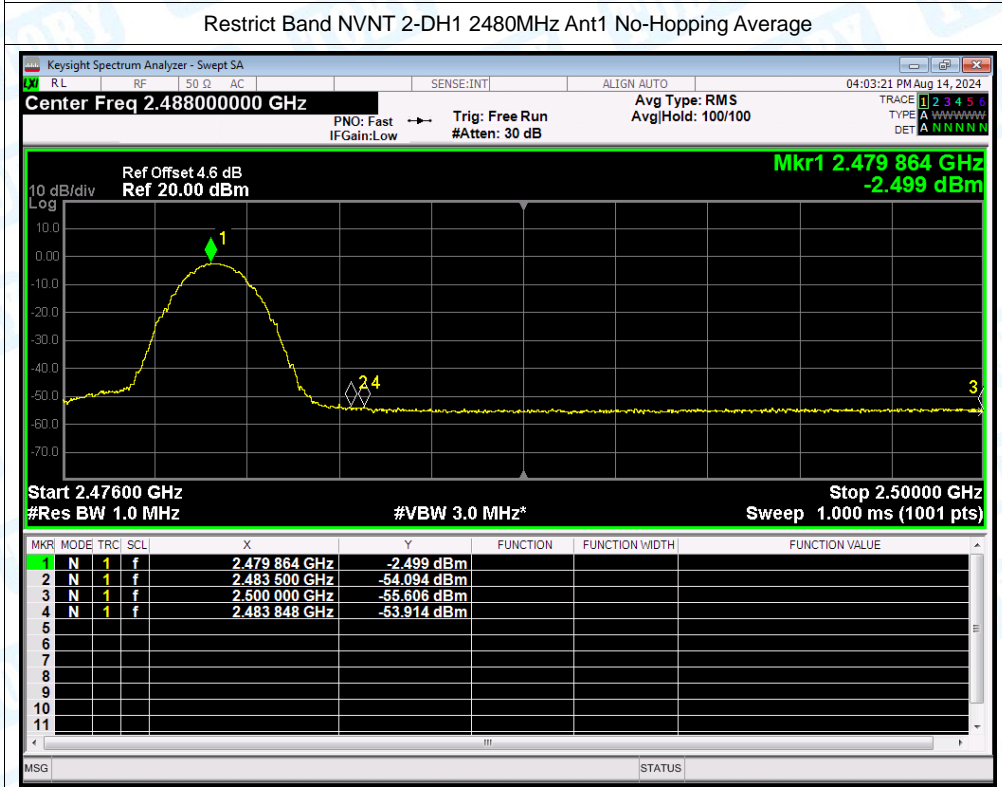 Restrict Band NVNT 2-DH1 2480MHz Ant1 No-Hopping Average
Keysight Spectrum Analyzer - Swept SA
LXI RL RF 50 Ω AC SENSE:INT ALIGN AUTO 04:03:21 PM Aug 14, 2024
Center Freq 2.488000000 GHz
PNO: Fast
IFGain:Low
Trig: Free Run
#Atten: 30 dB
Avg Type: RMS
Avg|Hold: 100/100
TRACE 1 2 3 4 5 6
TYPE A WWWWW
DET A N N N N N
Ref Offset 4.6 dB
Ref 20.00 dBm
10 dB/div
Log
Mkr1 2.479 864 GHz
-2.499 dBm
10.0
0.00
-10.0
-20.0
-30.0
-40.0
-50.0
-60.0
-70.0
1
2 4
3
Start 2.47600 GHz
Stop 2.50000 GHz
#Res BW 1.0 MHz
#VBW 3.0 MHz*
Sweep 1.000 ms (1001 pts)
MKR MODE TRC SCL X Y FUNCTION FUNCTION WIDTH FUNCTION VALUE
1 N 1 f 2.479 864 GHz -2.499 dBm
2 N 1 f 2.483 500 GHz -54.094 dBm
3 N 1 f 2.500 000 GHz -55.606 dBm
4 N 1 f 2.483 848 GHz -53.914 dBm
5
6
7
8
9
10
11
MSG STATUS